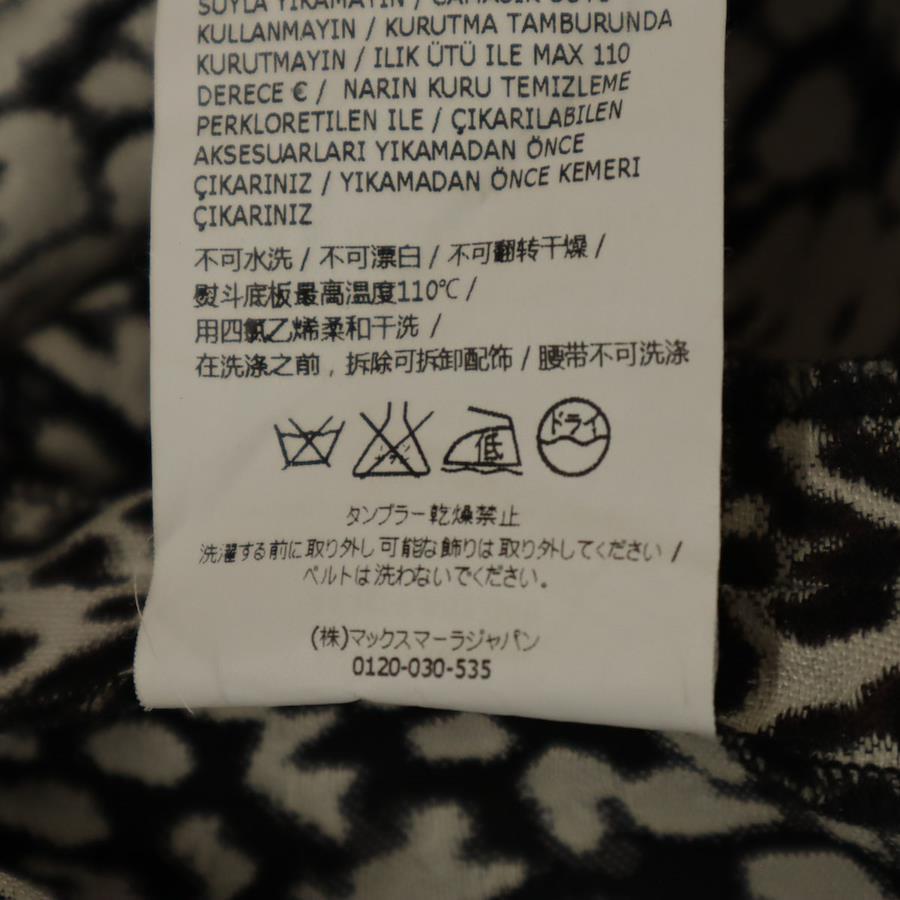 SUYLA YIKAMAYIN / ÇAMAŞIR SUYU
KULLANMAYIN / KURUTMA TAMBURUNDA
KURUTMAYIN / ILIK ÜTÜ ILE MAX 110
DERECE € / NARIN KURU TEMIZLEME
PERKLORETILEN ILE / ÇIKARILABILEN
AKSESUARLARI YIKAMADAN ÖNCE
ÇIKARINIZ / YIKAMADAN ÖNCE KEMERI
ÇIKARINIZ
不可水洗 / 不可漂白 / 不可翻转干燥 /
熨斗底板最高温度110℃ /
用四氯乙烯柔和干洗 /
在洗涤之前 , 拆除可拆卸配饰 / 腰带不可洗涤
低
ドライ
タンブラー乾燥禁止
洗濯する前に取り外し可能な飾りは取り外してください /
ベルトは洗わないでください。
(株)マックスマーラジャパン
0120-030-535